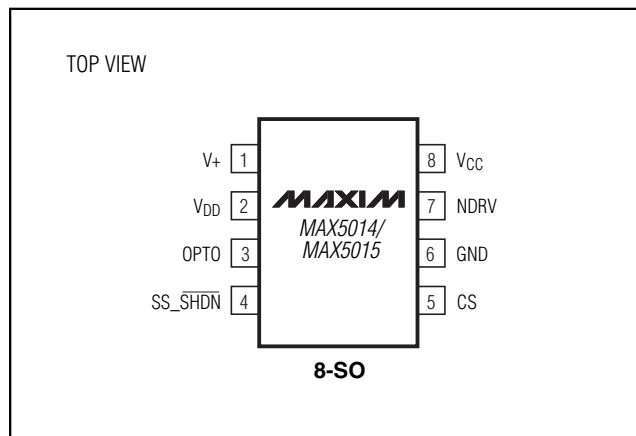 TOP VIEW
V+ 1
VDD 2
OPTO 3
SS_SHDN 4
MAXIM
MAX5014/
MAX5015
8 VCC
7 NDRV
6 GND
5 CS
8-SO